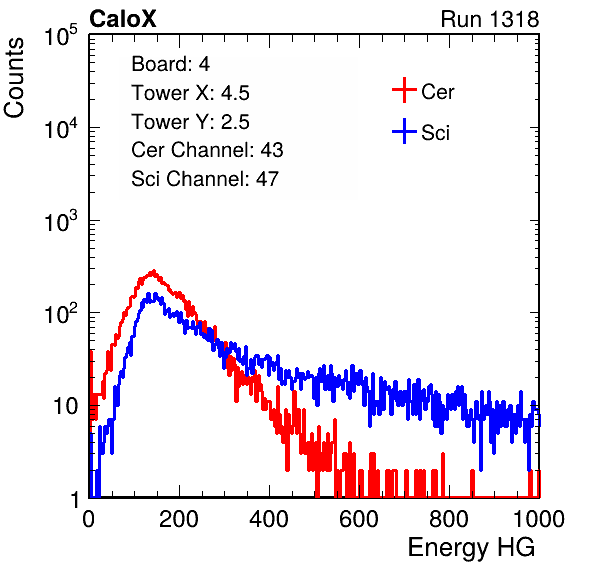 CaloX Run 1318
Board: 4
Tower X: 4.5
Tower Y: 2.5
Cer Channel: 43
Sci Channel: 47
Cer
Sci
Counts
10^5
10^4
10^3
10^2
10
1
0 200 400 600 800 1000
Energy HG